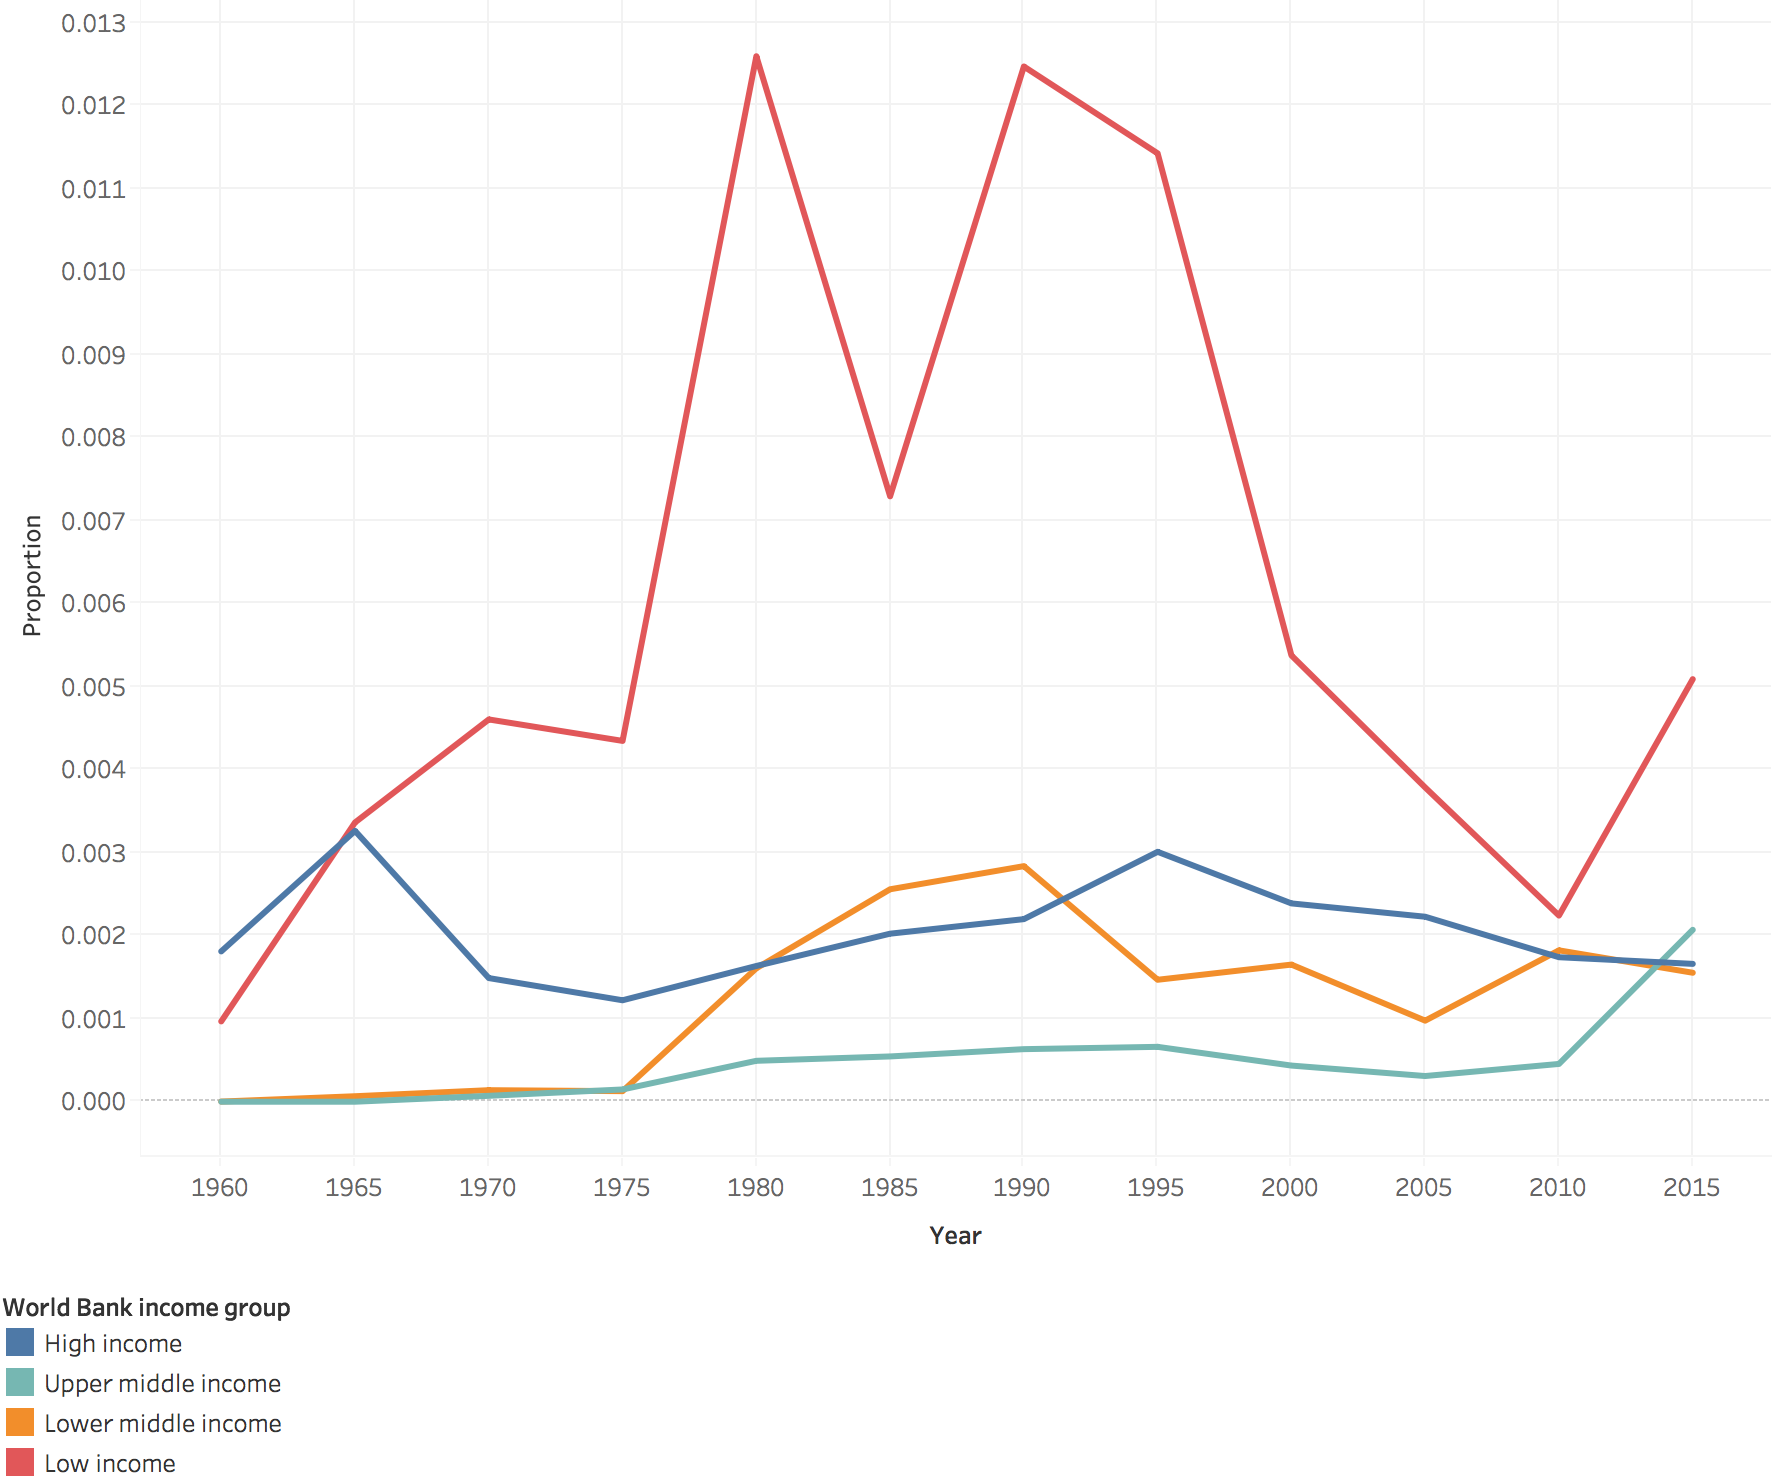 0.013
0.012
0.011
0.010
0.009
0.008
0.007
0.006
0.005
0.004
0.003
0.002
0.001
0.000
Proportion
1960 1965 1970 1975 1980 1985 1990 1995 2000 2005 2010 2015
Year
World Bank income group
High income
Upper middle income
Lower middle income
Low income